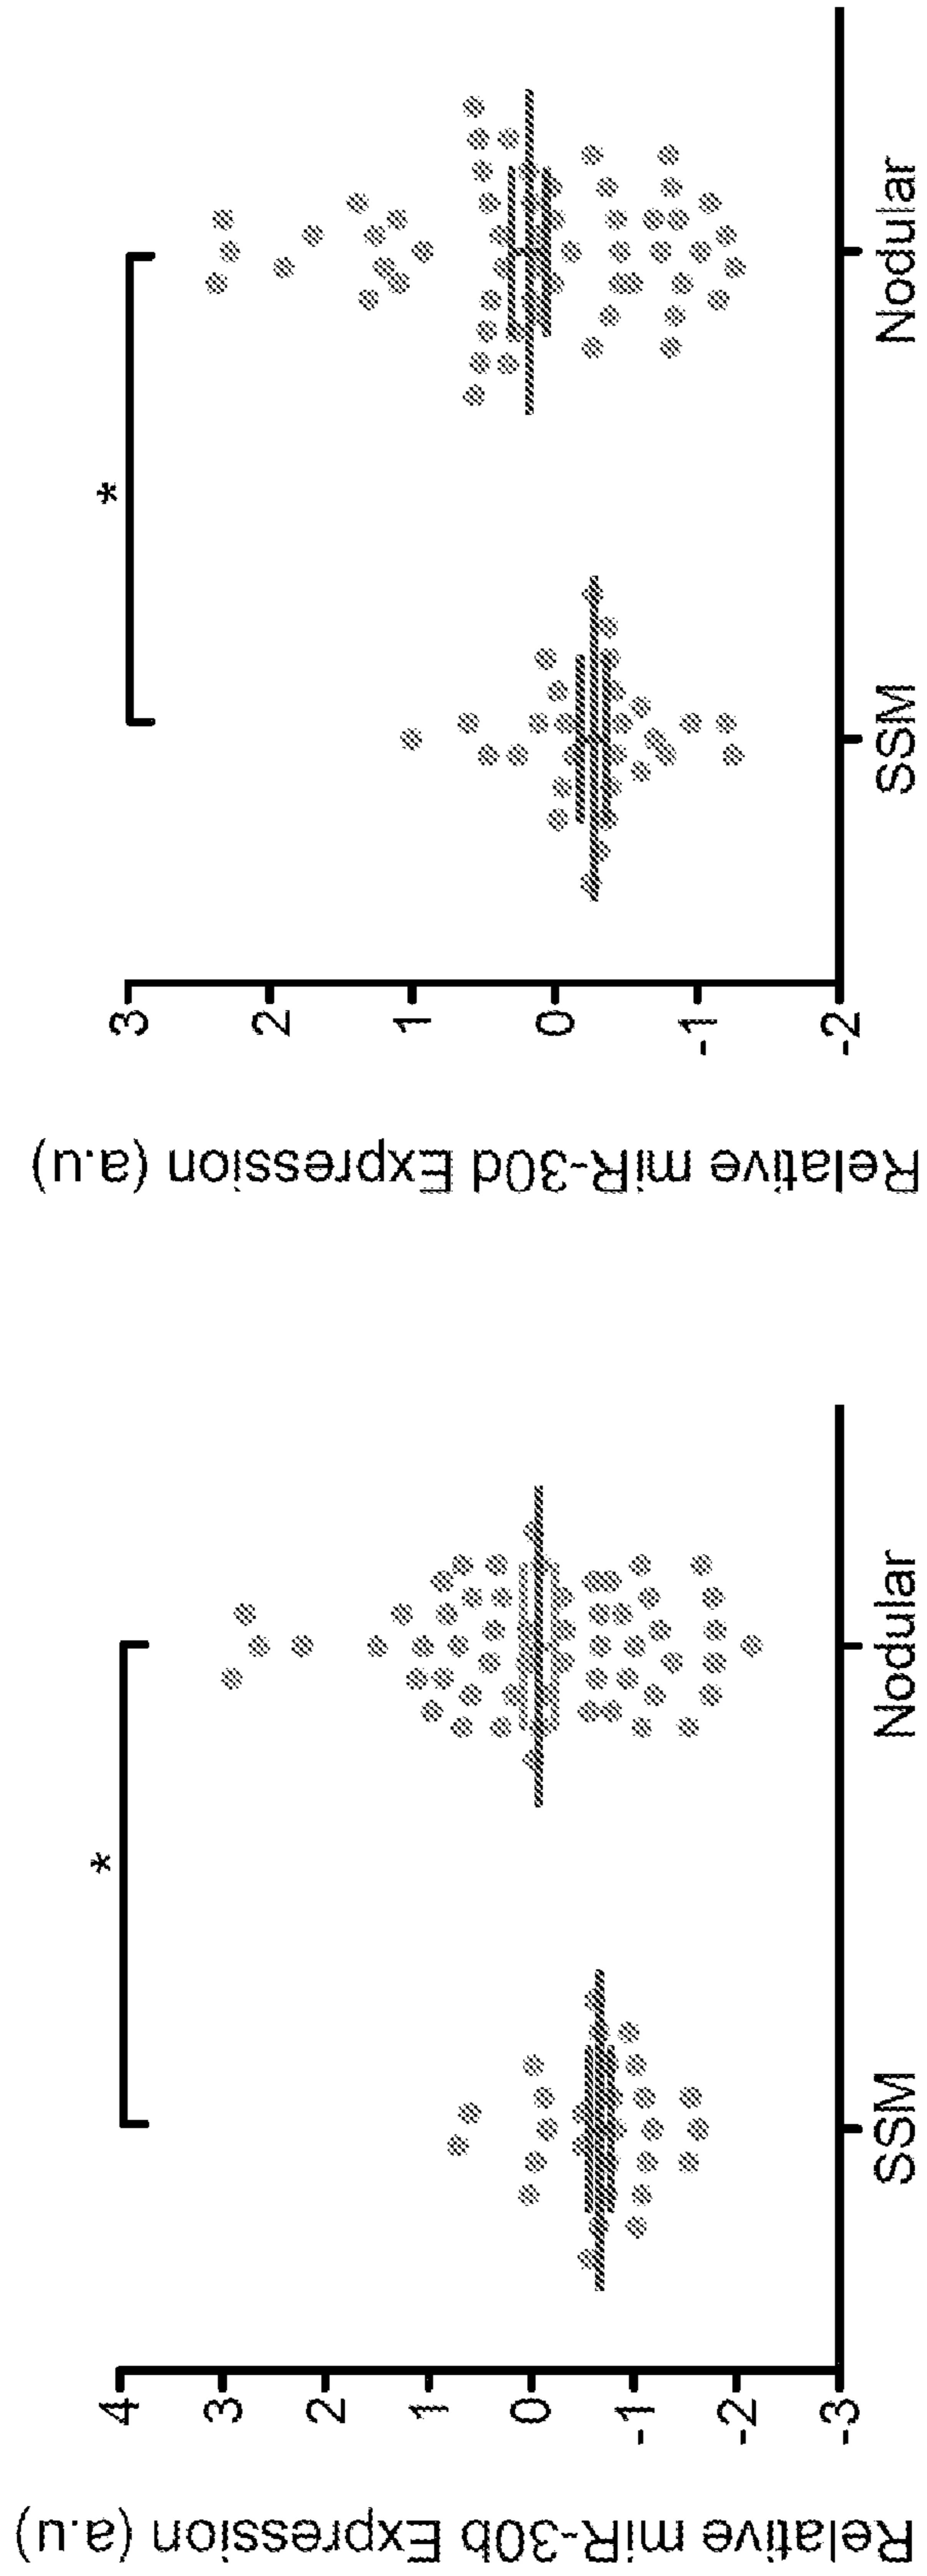 Relative miR-30b Expression (a.u)
4
3
2
1
0
-1
-2
-3
*
SSM
Nodular
Relative miR-30d Expression (a.u)
3
2
1
0
-1
-2
*
SSM
Nodular